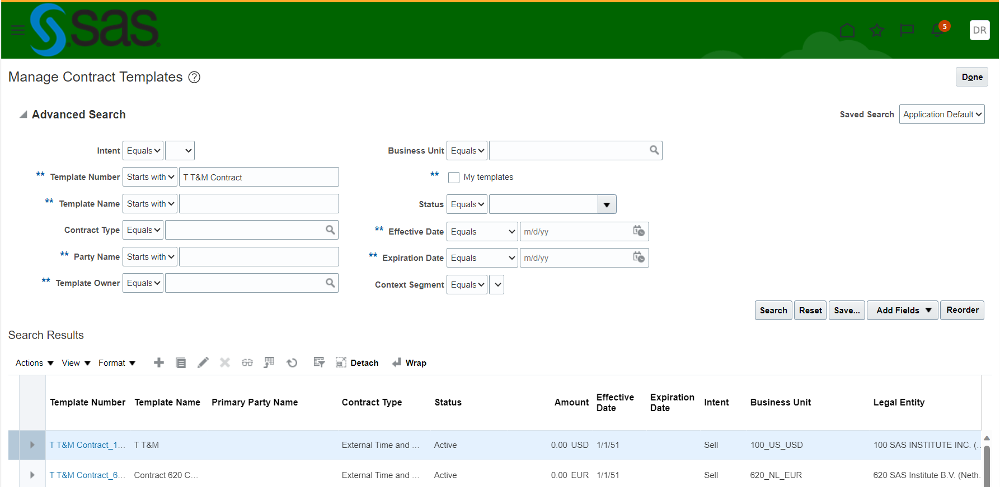 sas
5
DR
Manage Contract Templates ?
Done
Advanced Search
Saved Search Application Default
Intent Equals
Business Unit Equals
** Template Number Starts with T T&M Contract
** My templates
** Template Name Starts with
Status Equals
Contract Type Equals
** Effective Date Equals m/d/yy
** Party Name Starts with
** Expiration Date Equals m/d/yy
** Template Owner Equals
Context Segment Equals
Search Reset Save... Add Fields Reorder
Search Results
Actions View Format Detach Wrap
Template Number Template Name Primary Party Name Contract Type Status Amount Effective Date Expiration Date Intent Business Unit Legal Entity
T T&M Contract_1... T T&M External Time and ... Active 0.00 USD 1/1/51 Sell 100_US_USD 100 SAS INSTITUTE INC. (...
T T&M Contract_6... Contract 620 C... External Time and ... Active 0.00 EUR 1/1/51 Sell 620_NL_EUR 620 SAS Institute B.V. (Neth...